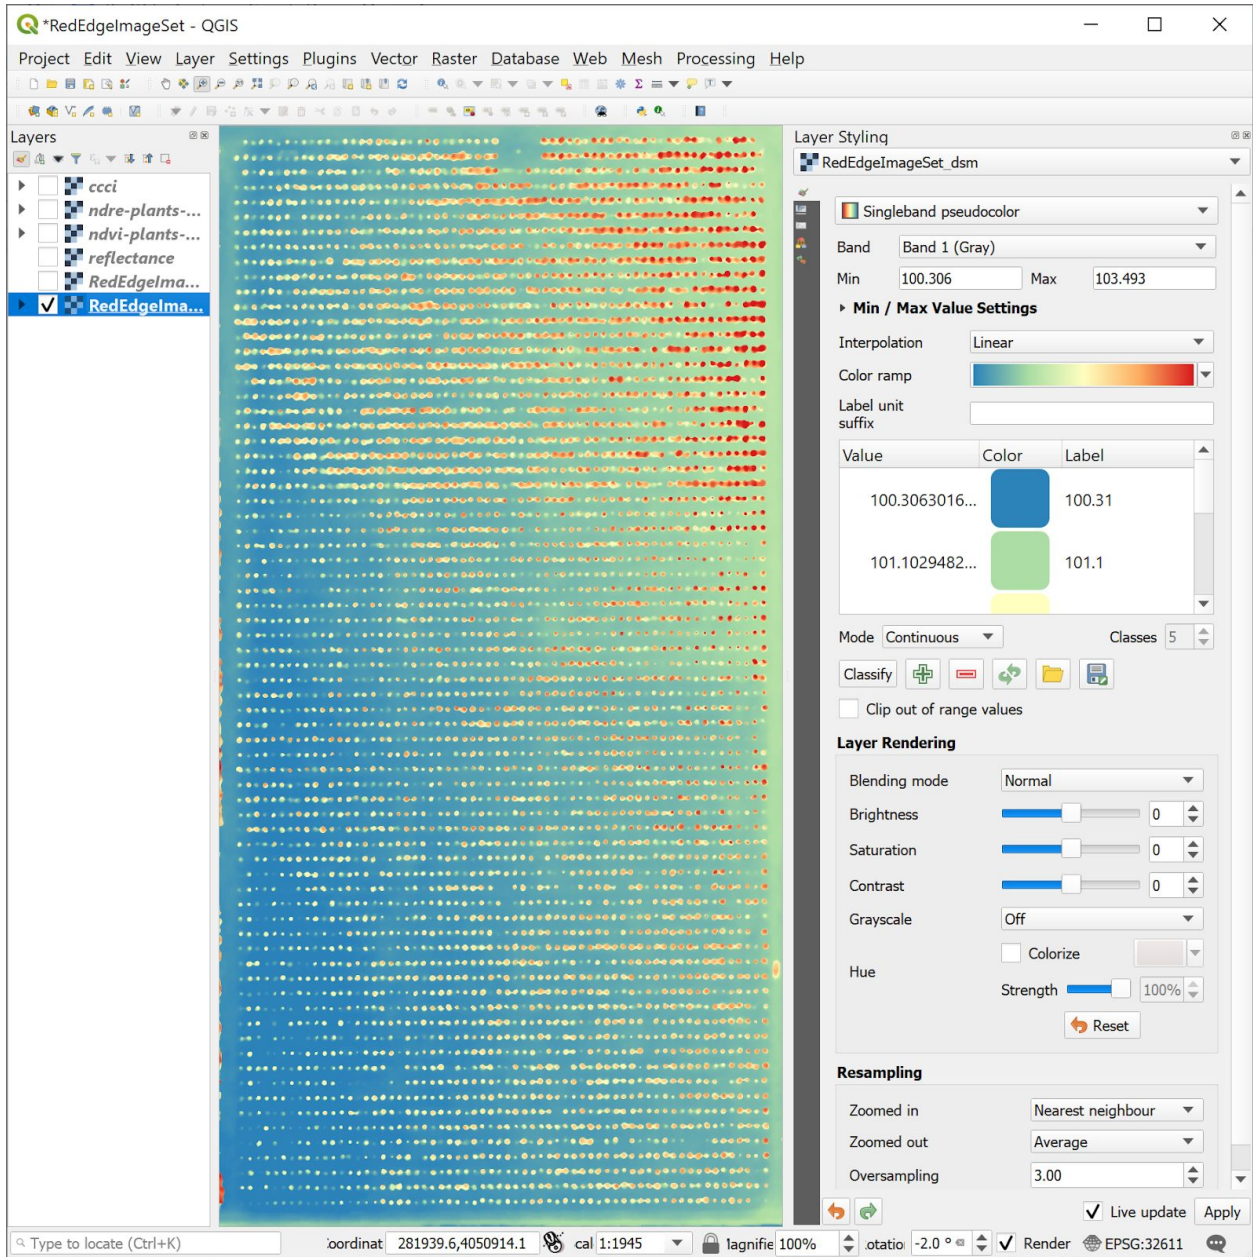 *RedEdgeImageSet - QGIS
Project Edit View Layer Settings Plugins Vector Raster Database Web Mesh Processing Help
Layers
ccci
ndre-plants-...
ndvi-plants-...
reflectance
RedEdgeIma...
RedEdgeIma...
Layer Styling
RedEdgeImageSet_dsm
Singleband pseudocolor
Band Band 1 (Gray)
Min 100.306 Max 103.493
Min / Max Value Settings
Interpolation Linear
Color ramp
Label unit
suffix
Value Color Label
100.3063016... 100.31
101.1029482... 101.1
Mode Continuous Classes 5
Classify
Clip out of range values
Layer Rendering
Blending mode Normal
Brightness 0
Saturation 0
Contrast 0
Grayscale Off
Colorize
Hue
Strength 100%
Reset
Resampling
Zoomed in Nearest neighbour
Zoomed out Average
Oversampling 3.00
Live update Apply
Type to locate (Ctrl+K) oordinat 281939.6,4050914.1 cal 1:1945 lagnifie 100% otatio -2.0 ° Render EPSG:32611